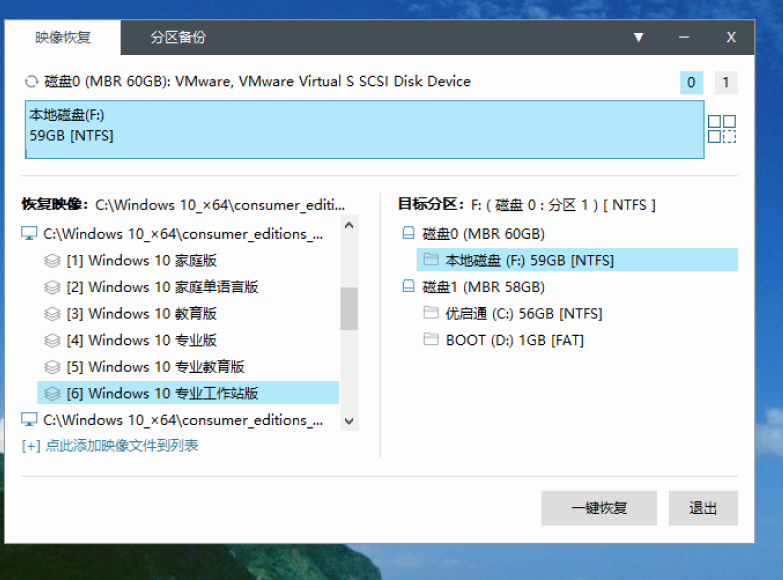 映像恢复
分区备份
▼ － X
磁盘0 (MBR 60GB): VMware, VMware Virtual S SCSI Disk Device
0 1
本地磁盘(F:)
59GB [NTFS]
恢复映像：C:\Windows 10_×64\consumer_editi...
C:\Windows 10_×64\consumer_editions_...
[1] Windows 10 家庭版
[2] Windows 10 家庭单语言版
[3] Windows 10 教育版
[4] Windows 10 专业版
[5] Windows 10 专业教育版
[6] Windows 10 专业工作站版
C:\Windows 10_×64\consumer_editions_...
[+] 点此添加映像文件到列表
目标分区：F: ( 磁盘 0 : 分区 1 ) [ NTFS ]
磁盘0 (MBR 60GB)
本地磁盘 (F:) 59GB [NTFS]
磁盘1 (MBR 58GB)
优启通 (C:) 56GB [NTFS]
BOOT (D:) 1GB [FAT]
一键恢复
退出